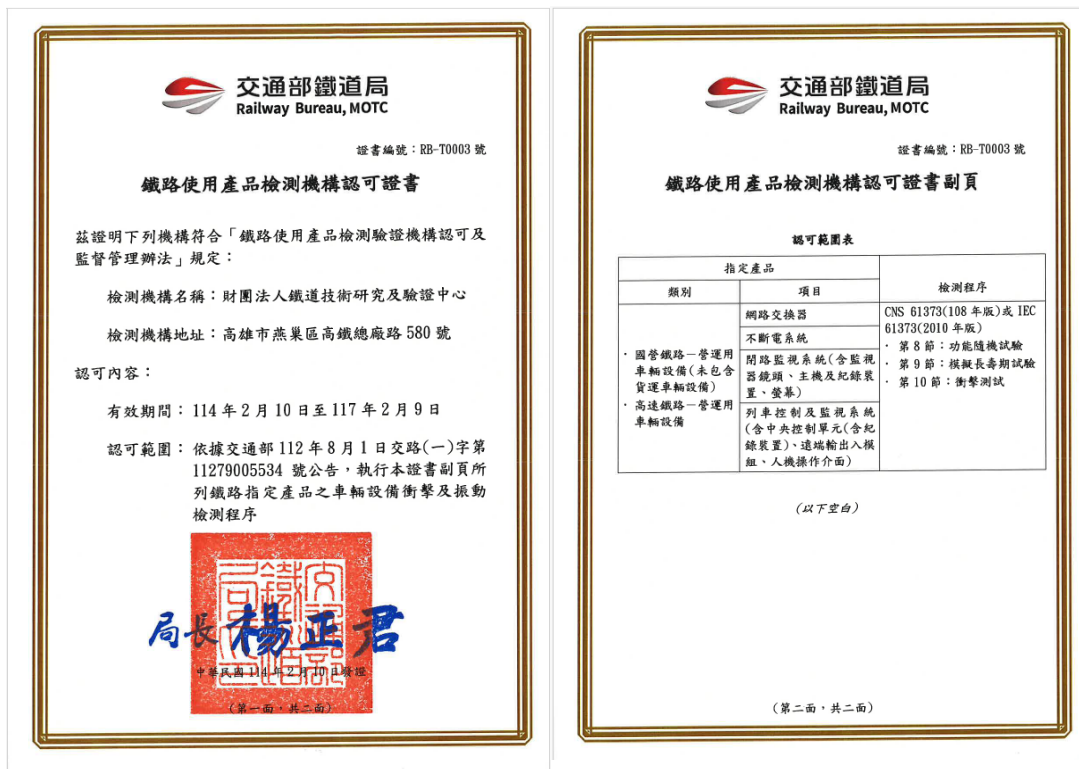 交通部鐵道局
Railway Bureau, MOTC
證書編號：RB-T0003 號
鐵路使用產品檢測機構認可證書
茲證明下列機構符合「鐵路使用產品檢測驗證機構認可及
監督管理辦法」規定：
檢測機構名稱：財團法人鐵道技術研究及驗證中心
檢測機構地址：高雄市燕巢區高鐵總廠路 580 號
認可內容：
有效期間：114 年 2 月 10 日至 117 年 2 月 9 日
認可範圍：依據交通部 112 年 8 月 1 日交路(一)字第
11279005534 號公告，執行本證書副頁所
列鐵路指定產品之車輛設備衝擊及振動
檢測程序
局長 楊正君
中華民國 114 年 2 月 10 日發證
(第一面，共二面)
交通部鐵道局
Railway Bureau, MOTC
證書編號：RB-T0003 號
鐵路使用產品檢測機構認可證書副頁
認可範圍表
指定產品
檢測程序
類別
項目
· 國營鐵路－營運用
車輛設備(未包含
貨運車輛設備)
· 高速鐵路－營運用
車輛設備
網路交換器
不斷電系統
閉路監視系統(含監視
器鏡頭、主機及紀錄裝
置、螢幕)
列車控制及監視系統
(含中央控制單元(含紀
錄裝置)、遠端輸出入模
組、人機操作介面)
CNS 61373(108 年版)或 IEC
61373(2010 年版)
· 第 8 節：功能隨機試驗
· 第 9 節：模擬長壽期試驗
· 第 10 節：衝擊測試
(以下空白)
(第二面，共二面)